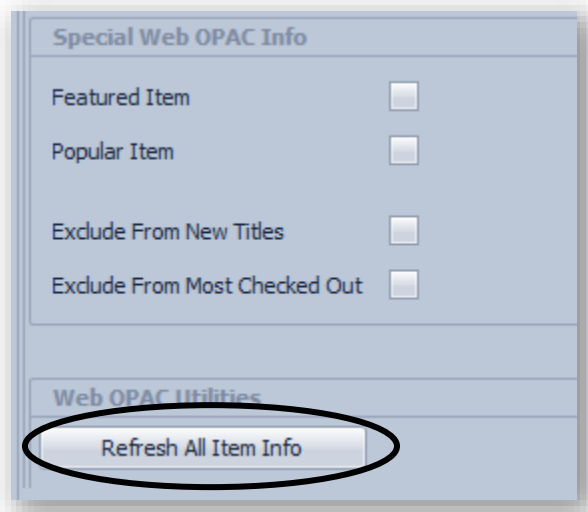 Special Web OPAC Info
Featured Item
Popular Item
Exclude From New Titles
Exclude From Most Checked Out
Web OPAC Utilities
Refresh All Item Info